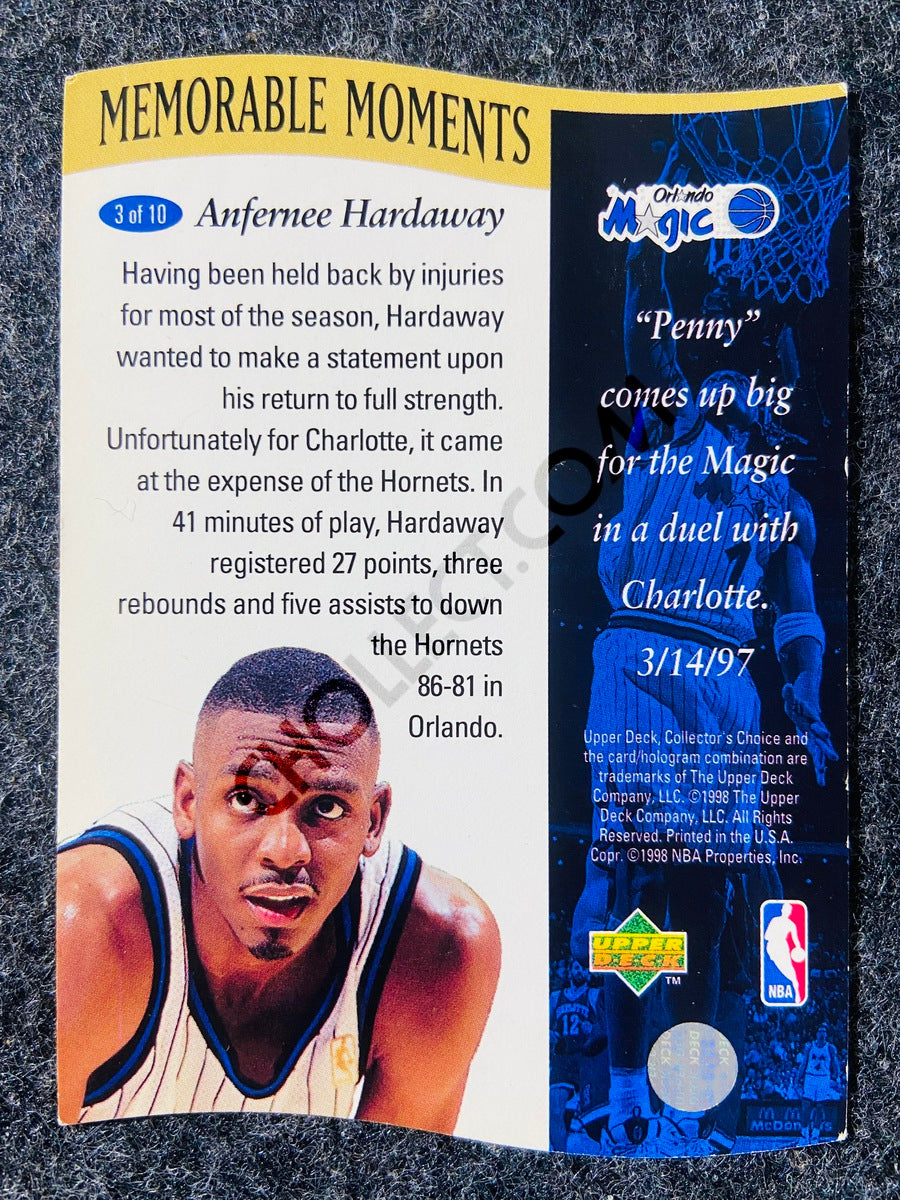 MEMORABLE MOMENTS
3 of 10
Anfernee Hardaway
Having been held back by injuries
for most of the season, Hardaway
wanted to make a statement upon
his return to full strength.
Unfortunately for Charlotte, it came
at the expense of the Hornets. In
41 minutes of play, Hardaway
registered 27 points, three
rebounds and five assists to down
the Hornets
86-81 in
Orlando.
Orlando
Magic
“Penny”
comes up big
for the Magic
in a duel with
Charlotte.
3/14/97
Upper Deck, Collector's Choice and
the card/hologram combination are
trademarks of The Upper Deck
Company, LLC. ©1998 The Upper
Deck Company, LLC. All Rights
Reserved. Printed in the U.S.A.
Copr. ©1998 NBA Properties, Inc.
UPPER
DECK
TM
NBA
12
DECK
McDonald's